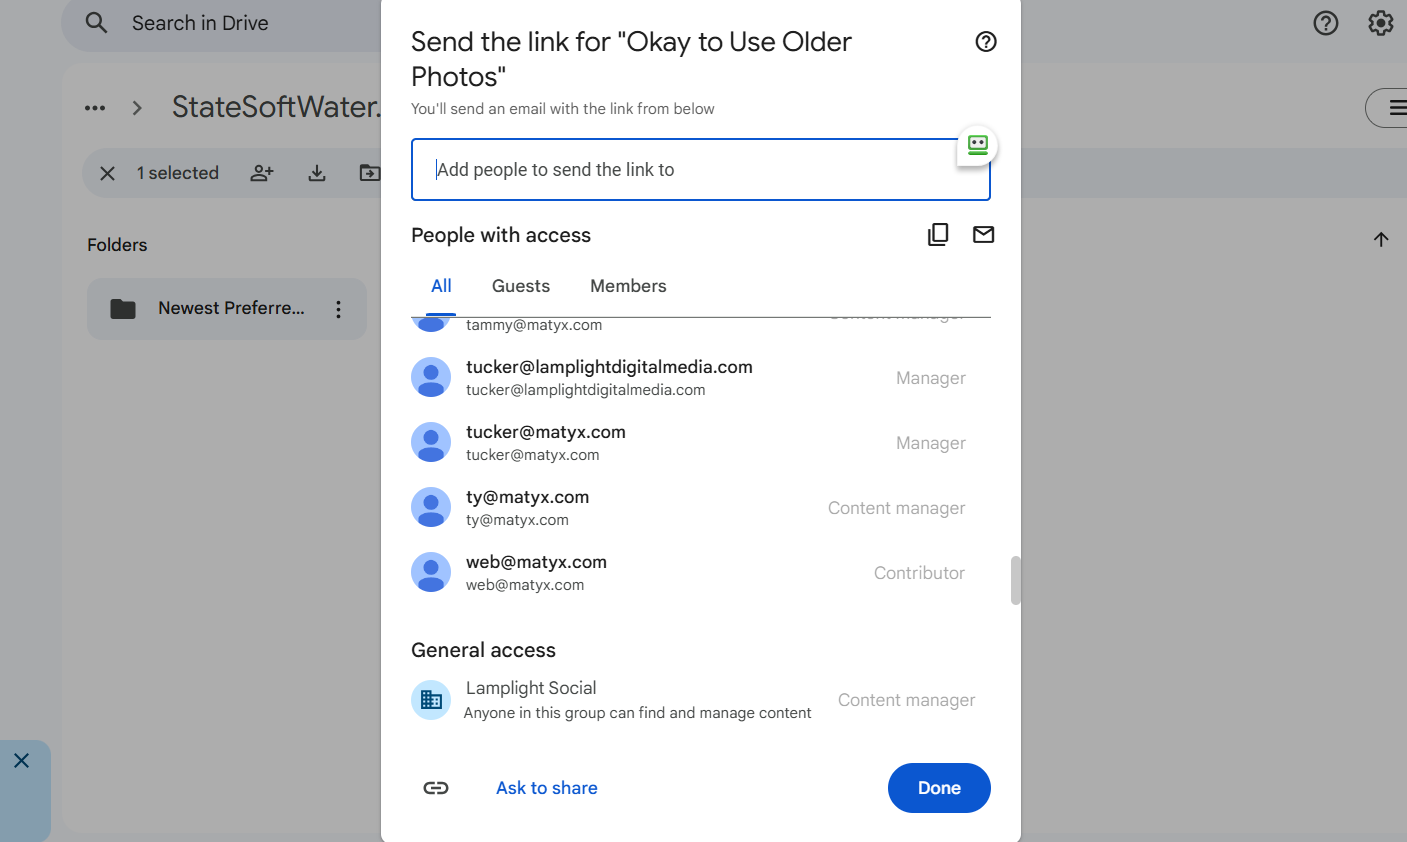 Search in Drive
StateSoftWater.
1 selected
Folders
Newest Preferre...
Send the link for "Okay to Use Older
Photos"
You'll send an email with the link from below
Add people to send the link to
People with access
All
Guests
Members
tammy@matyx.com
Content manager
tucker@lamplightdigitalmedia.com
tucker@lamplightdigitalmedia.com
Manager
tucker@matyx.com
tucker@matyx.com
Manager
ty@matyx.com
ty@matyx.com
Content manager
web@matyx.com
web@matyx.com
Contributor
General access
Lamplight Social
Anyone in this group can find and manage content
Content manager
Ask to share
Done